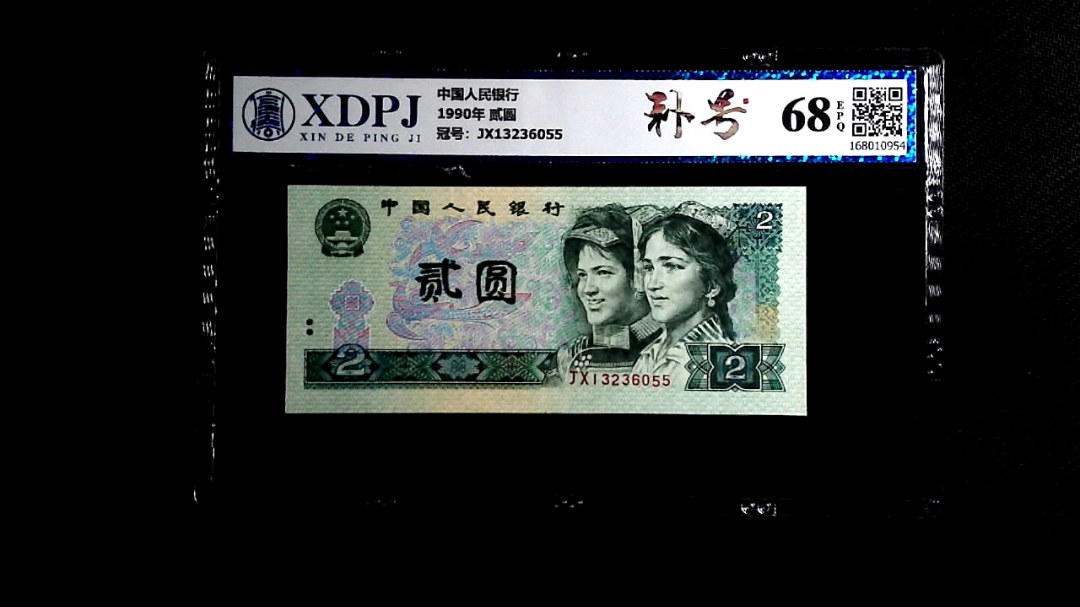 XDPJ
XIN DE PING JI
中国人民银行
1990年 贰圆
冠号：JX13236055
补号
68
EPQ
168010954
中国人民银行
2
贰圆
2
JX13236055
2